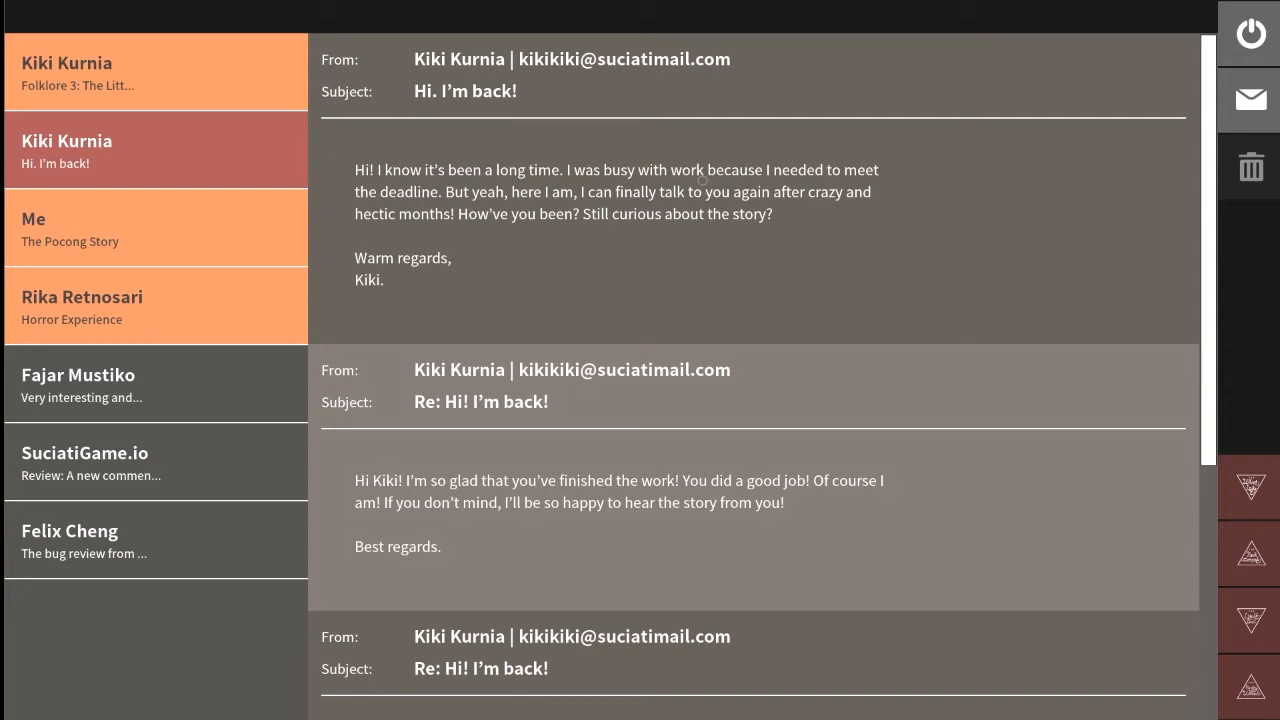 Kiki Kurnia
Folklore 3: The Litt...
Kiki Kurnia
Hi. I'm back!
Me
The Pocong Story
Rika Retnosari
Horror Experience
Fajar Mustiko
Very interesting and...
SuciatiGame.io
Review: A new commen...
Felix Cheng
The bug review from ...
From: Kiki Kurnia | kikikiki@suciatimail.com
Subject: Hi. I’m back!
Hi! I know it’s been a long time. I was busy with work because I needed to meet
the deadline. But yeah, here I am, I can finally talk to you again after crazy and
hectic months! How’ve you been? Still curious about the story?
Warm regards,
Kiki.
From: Kiki Kurnia | kikikiki@suciatimail.com
Subject: Re: Hi! I’m back!
Hi Kiki! I’m so glad that you’ve finished the work! You did a good job! Of course I
am! If you don’t mind, I’ll be so happy to hear the story from you!
Best regards.
From: Kiki Kurnia | kikikiki@suciatimail.com
Subject: Re: Hi! I’m back!